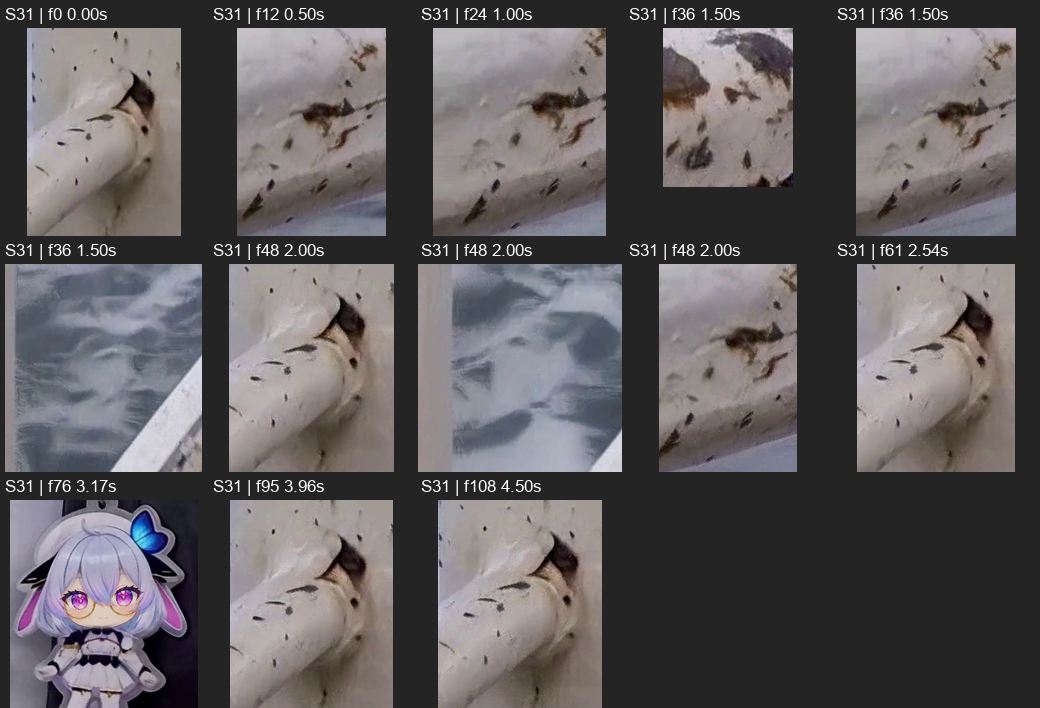 S31 | f0 0.00s
S31 | f12 0.50s
S31 | f24 1.00s
S31 | f36 1.50s
S31 | f36 1.50s
S31 | f36 1.50s
S31 | f48 2.00s
S31 | f48 2.00s
S31 | f48 2.00s
S31 | f61 2.54s
S31 | f76 3.17s
S31 | f95 3.96s
S31 | f108 4.50s